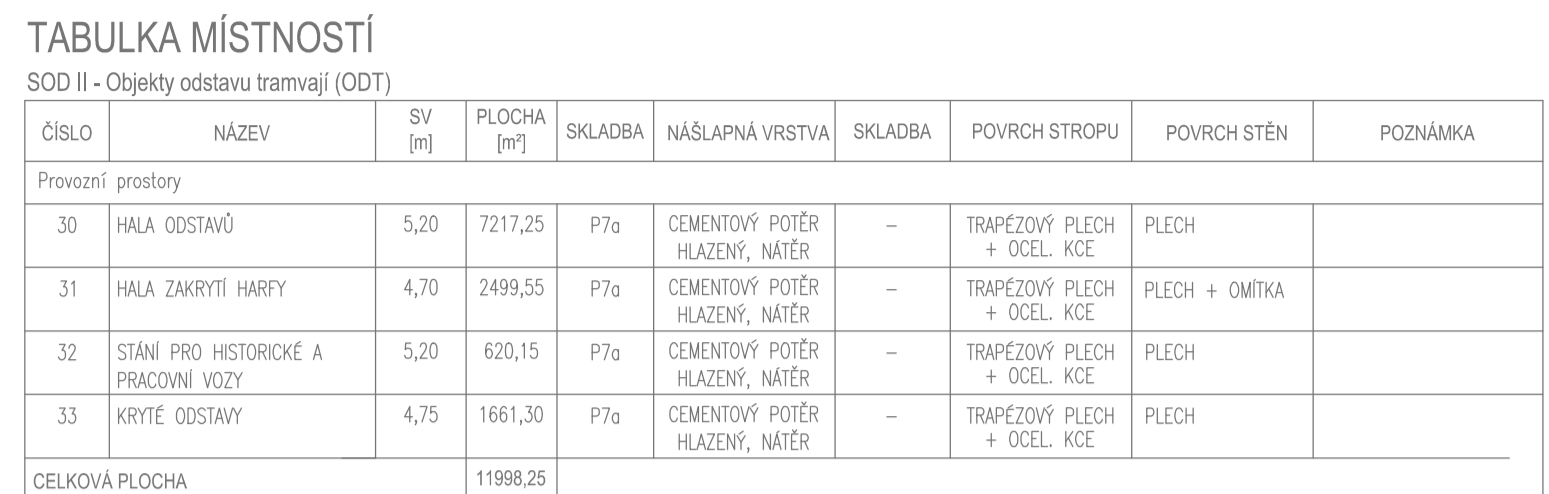 TABULKA MÍSTNOSTÍ
SOD II - Objekty odstavu tramvají (ODT)
ČÍSLO NÁZEV SV [m] PLOCHA [m²] SKLADBA NÁŠLAPNÁ VRSTVA SKLADBA POVRCH STROPU POVRCH STĚN POZNÁMKA
Provozní prostory
30 HALA ODSTAVŮ 5,20 7217,25 P7a CEMENTOVÝ POTĚR – TRAPÉZOVÝ PLECH PLECH
HLAZENÝ, NÁTĚR + OCEL. KCE
31 HALA ZAKRYTÍ HARFY 4,70 2499,55 P7a CEMENTOVÝ POTĚR – TRAPÉZOVÝ PLECH PLECH + OMÍTKA
HLAZENÝ, NÁTĚR + OCEL. KCE
32 STÁNÍ PRO HISTORICKÉ A 5,20 620,15 P7a CEMENTOVÝ POTĚR – TRAPÉZOVÝ PLECH PLECH
PRACOVNÍ VOZY HLAZENÝ, NÁTĚR + OCEL. KCE
33 KRYTÉ ODSTAVY 4,75 1661,30 P7a CEMENTOVÝ POTĚR – TRAPÉZOVÝ PLECH PLECH
HLAZENÝ, NÁTĚR + OCEL. KCE
CELKOVÁ PLOCHA 11998,25